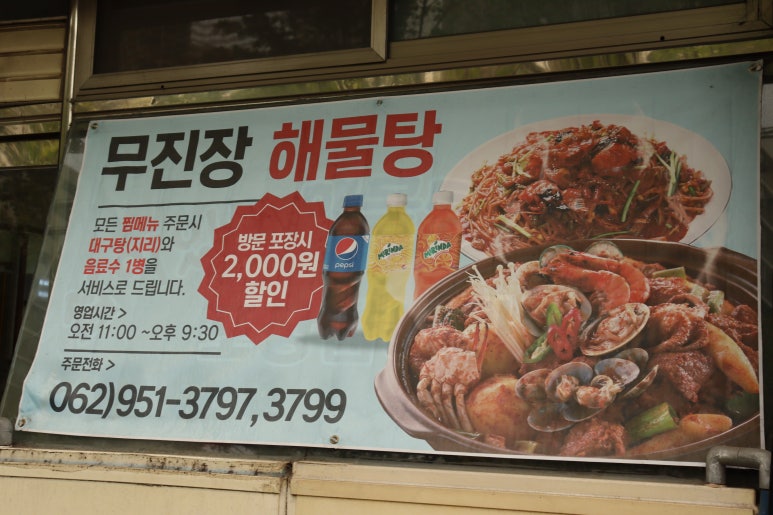 무진장 해물탕
모든 찜메뉴 주문시
대구탕(지리)와
음료수 1병을
서비스로 드립니다.
영업시간 >
오전 11:00 ~오후 9:30
주문전화 >
062)951-3797, 3799
방문 포장시
2,000원
할인
pepsi
MIRINDA
MIRINDA